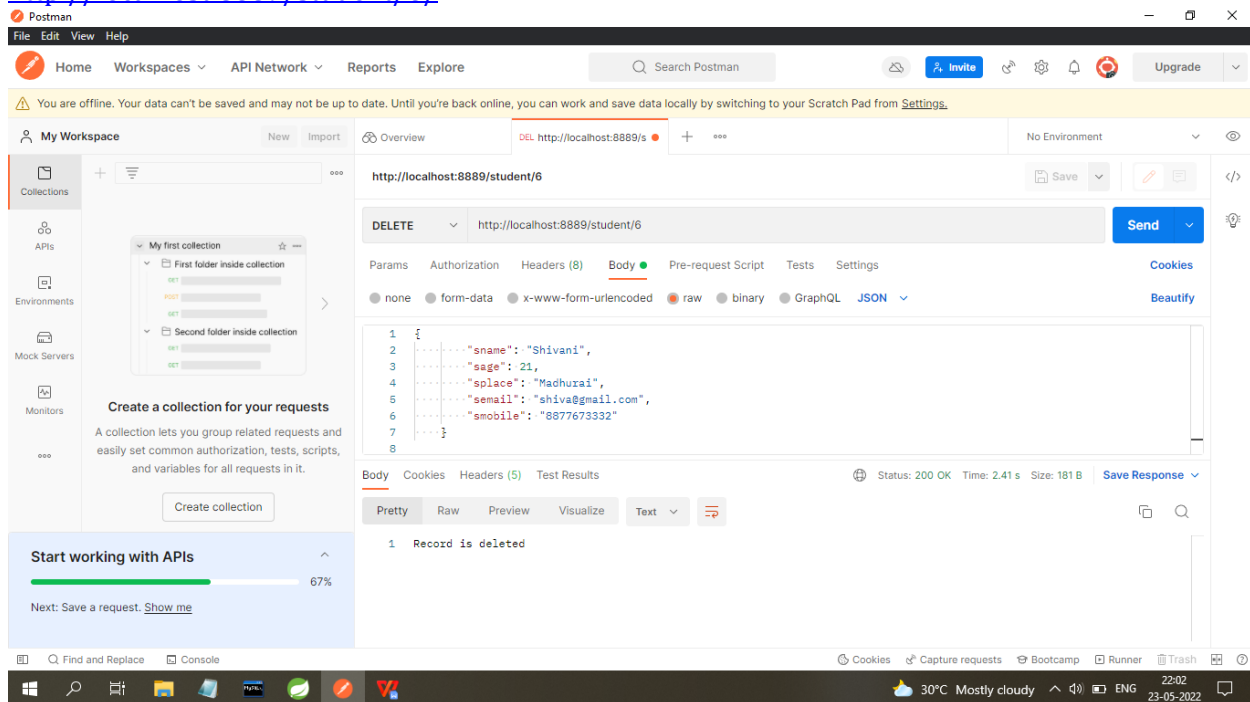 Postman
File Edit View Help
Home Workspaces API Network Reports Explore Search Postman Invite Upgrade
You are offline. Your data can't be saved and may not be up to date. Until you're back online, you can work and save data locally by switching to your Scratch Pad from Settings.
My Workspace New Import Overview DEL http://localhost:8889/s No Environment
Collections
APIs
Environments
Mock Servers
Monitors
My first collection
First folder inside collection
GET
POST
GET
Second folder inside collection
GET
GET
Create a collection for your requests
A collection lets you group related requests and
easily set common authorization, tests, scripts,
and variables for all requests in it.
Create collection
Start working with APIs
67%
Next: Save a request. Show me
http://localhost:8889/student/6 Save
DELETE http://localhost:8889/student/6 Send
Params Authorization Headers (8) Body Pre-request Script Tests Settings Cookies
none form-data x-www-form-urlencoded raw binary GraphQL JSON Beautify
1 {
2 "sname": "Shivani",
3 "sage": 21,
4 "splace": "Madhurai",
5 "semail": "shiva@gmail.com",
6 "smobile": "8877673332"
7 }
8
Body Cookies Headers (5) Test Results Status: 200 OK Time: 2.41 s Size: 181 B Save Response
Pretty Raw Preview Visualize Text
1 Record is deleted
Find and Replace Console Cookies Capture requests Bootcamp Runner Trash
30°C Mostly cloudy ENG 22:02
23-05-2022